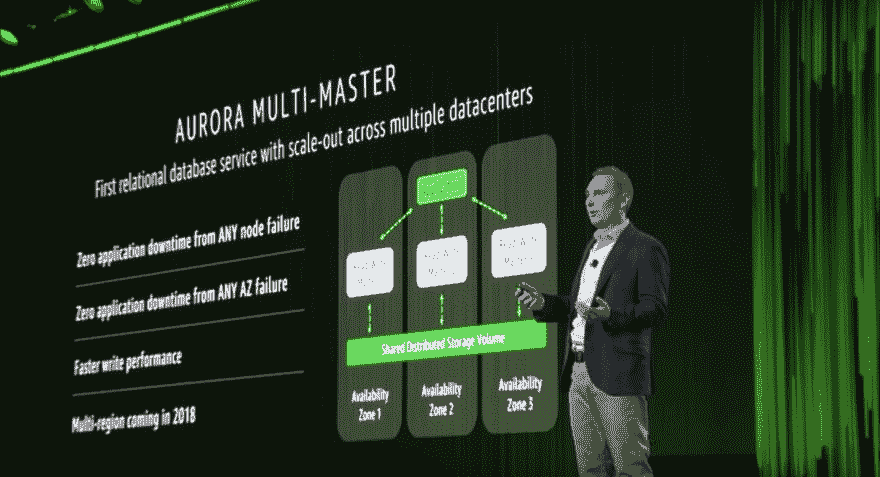 AURORA MULTI-MASTER
First relational database service with scale-out across multiple datacenters
Zero application downtime from ANY node failure
Zero application downtime from ANY AZ failure
Faster write performance
Multi-region coming in 2018
Shared Distributed Storage Volume
Availability
Zone 1
Availability
Zone 2
Availability
Zone 3